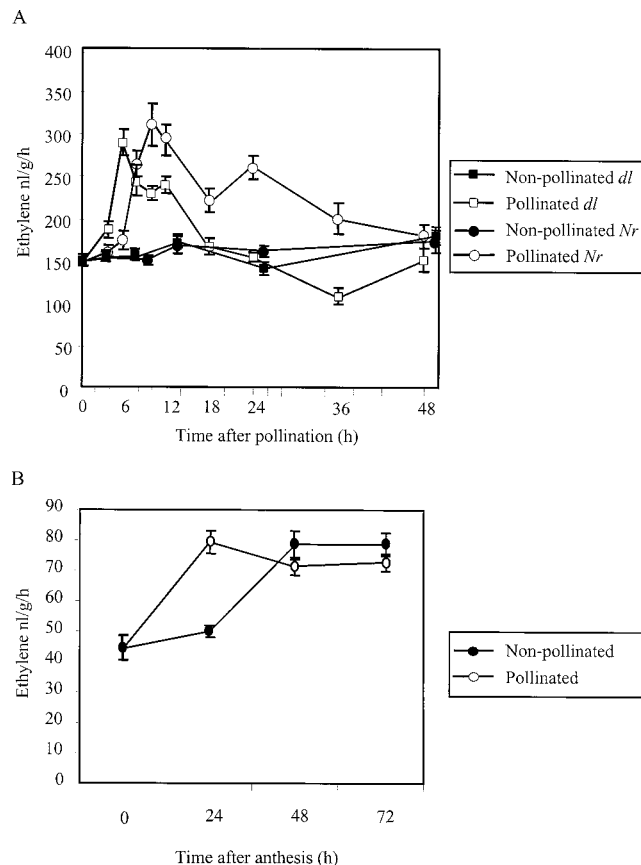 A
400
350
300
250
200
150
100
50
0
Ethylene nl/g/h
0 6 12 18 24 36 48
Time after pollination (h)
Non-pollinated dl
Pollinated dl
Non-pollinated Nr
Pollinated Nr
B
90
80
70
60
50
40
30
20
10
0
Ethylene nl/g/h
0 24 48 72
Time after anthesis (h)
Non-pollinated
Pollinated